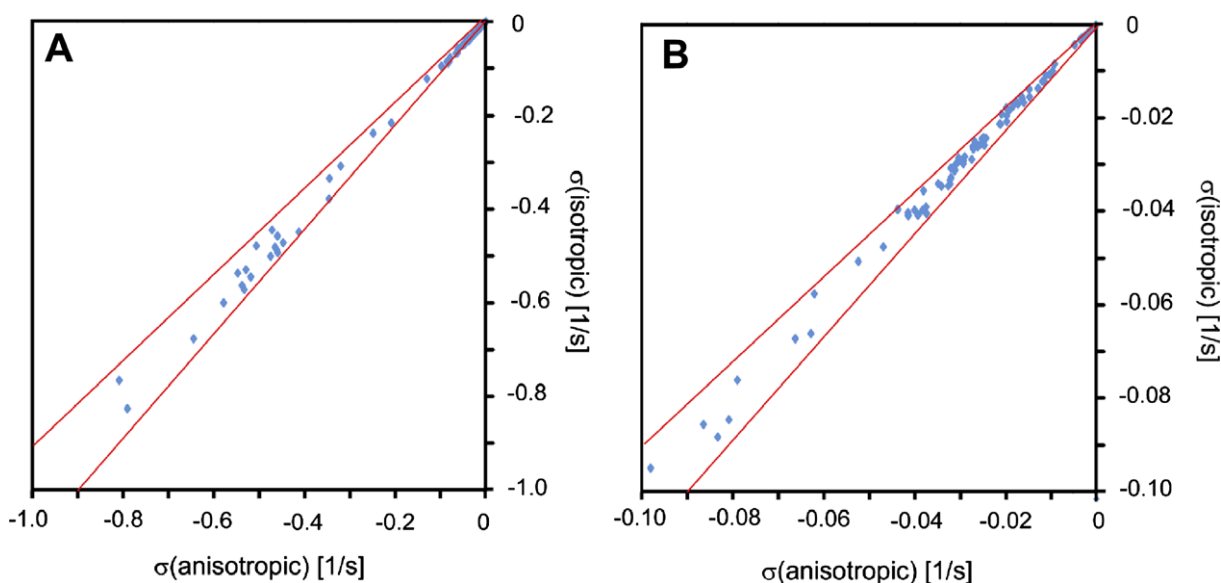 A
0
-0.2
-0.4
-0.6
-0.8
-1.0
σ(isotropic) [1/s]
-1.0 -0.8 -0.6 -0.4 -0.2 0
σ(anisotropic) [1/s]
B
0
-0.02
-0.04
-0.06
-0.08
-0.10
σ(isotropic) [1/s]
-0.10 -0.08 -0.06 -0.04 -0.02 0
σ(anisotropic) [1/s]